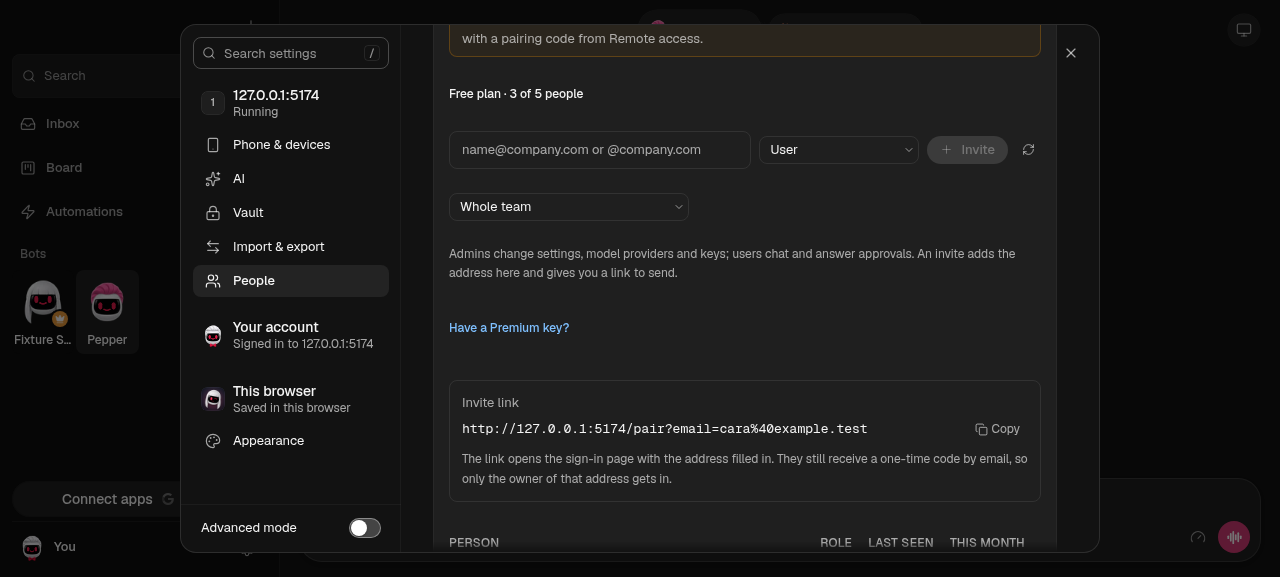 Search settings
/
with a pairing code from Remote access.
1
127.0.0.1:5174
Running
Free plan · 3 of 5 people
Search
Inbox
Phone & devices
name@company.com or @company.com
User
+ Invite
Board
AI
Automations
Vault
Whole team
Import & export
Admins change settings, model providers and keys; users chat and answer approvals. An invite adds the
address here and gives you a link to send.
Bots
People
Fixture S...
Pepper
Your account
Signed in to 127.0.0.1:5174
Have a Premium key?
This browser
Saved in this browser
Invite link
http://127.0.0.1:5174/pair?email=cara%40example.test
Copy
Appearance
The link opens the sign-in page with the address filled in. They still receive a one-time code by email, so
only the owner of that address gets in.
Connect apps
Advanced mode
You
PERSON
ROLE
LAST SEEN
THIS MONTH